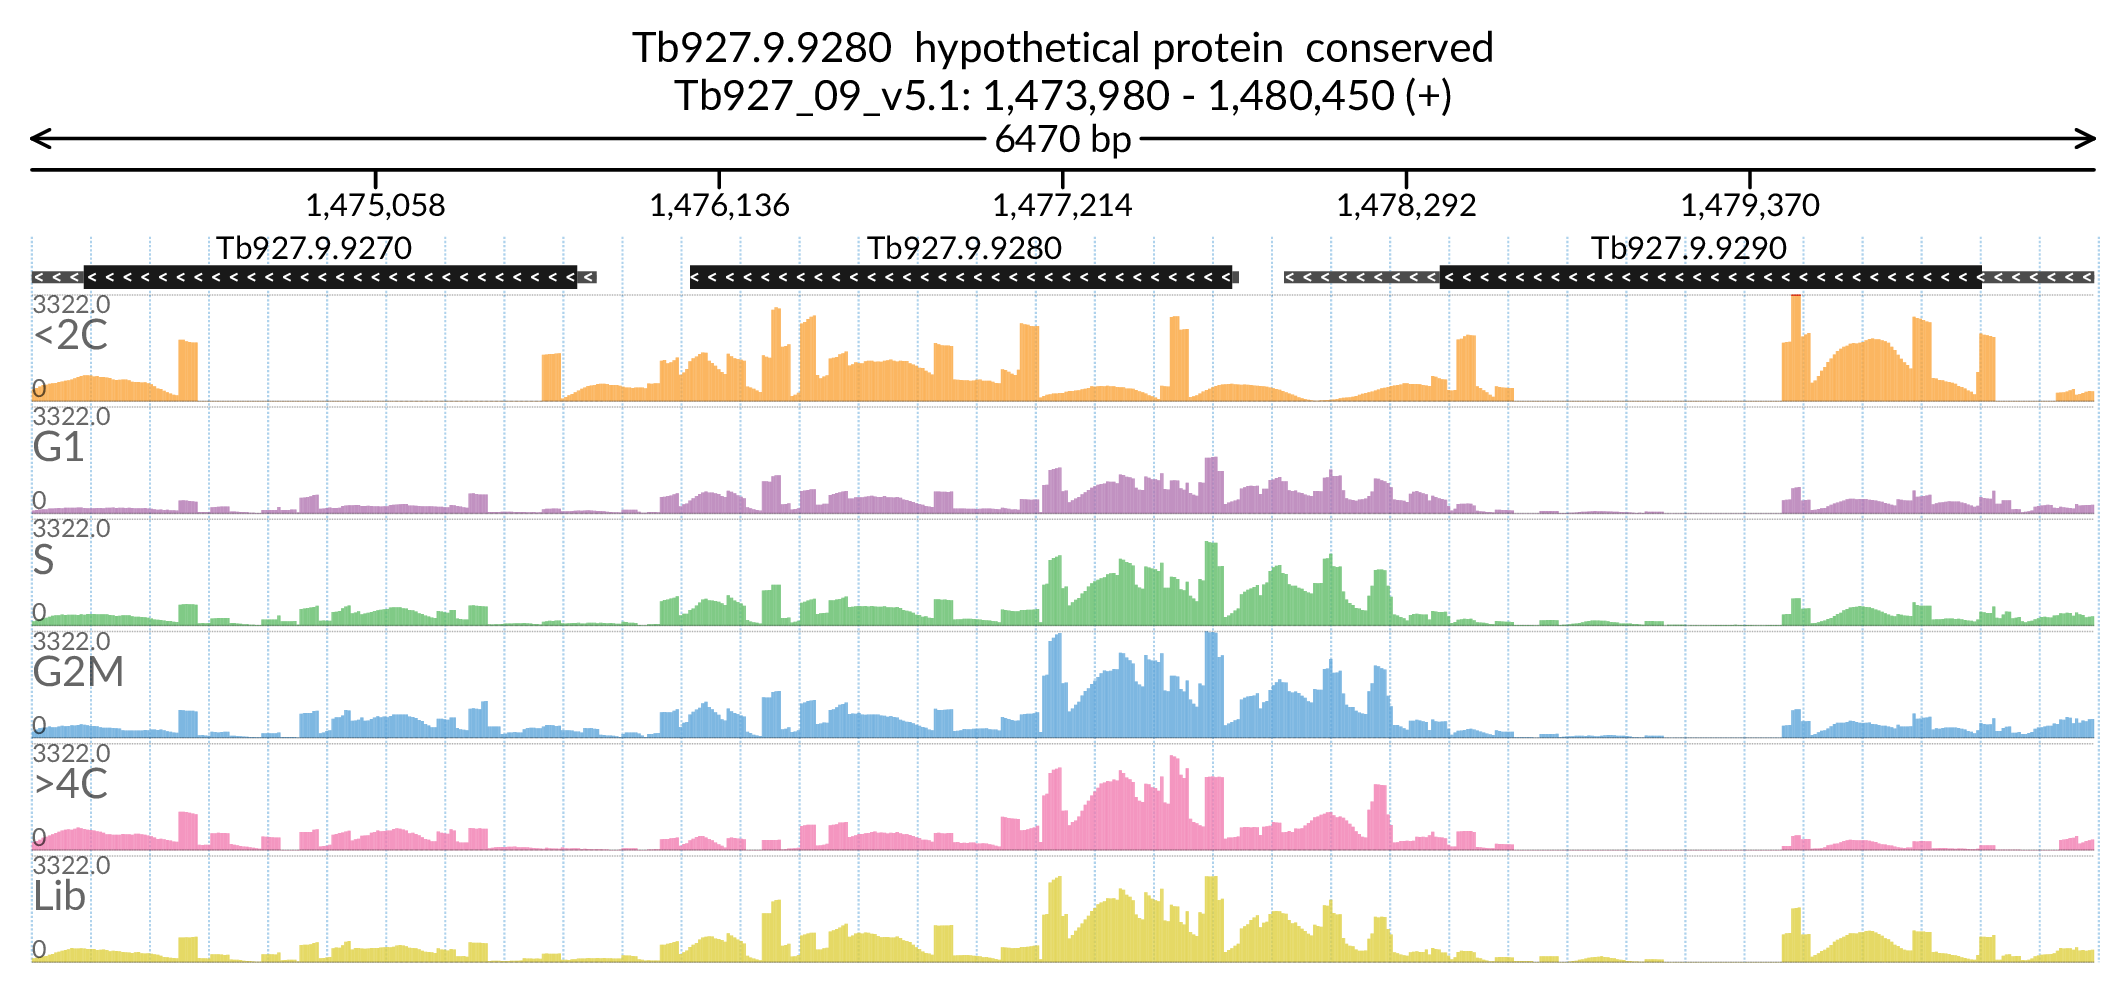 Tb927.9.9280 hypothetical protein conserved
Tb927_09_v5.1: 1,473,980 - 1,480,450 (+)
6470 bp
1,475,058 1,476,136 1,477,214 1,478,292 1,479,370
Tb927.9.9270 Tb927.9.9280 Tb927.9.9290
3322.0
<2C
0
3322.0
G1
0
3322.0
S
0
3322.0
G2M
0
3322.0
>4C
0
3322.0
Lib
0